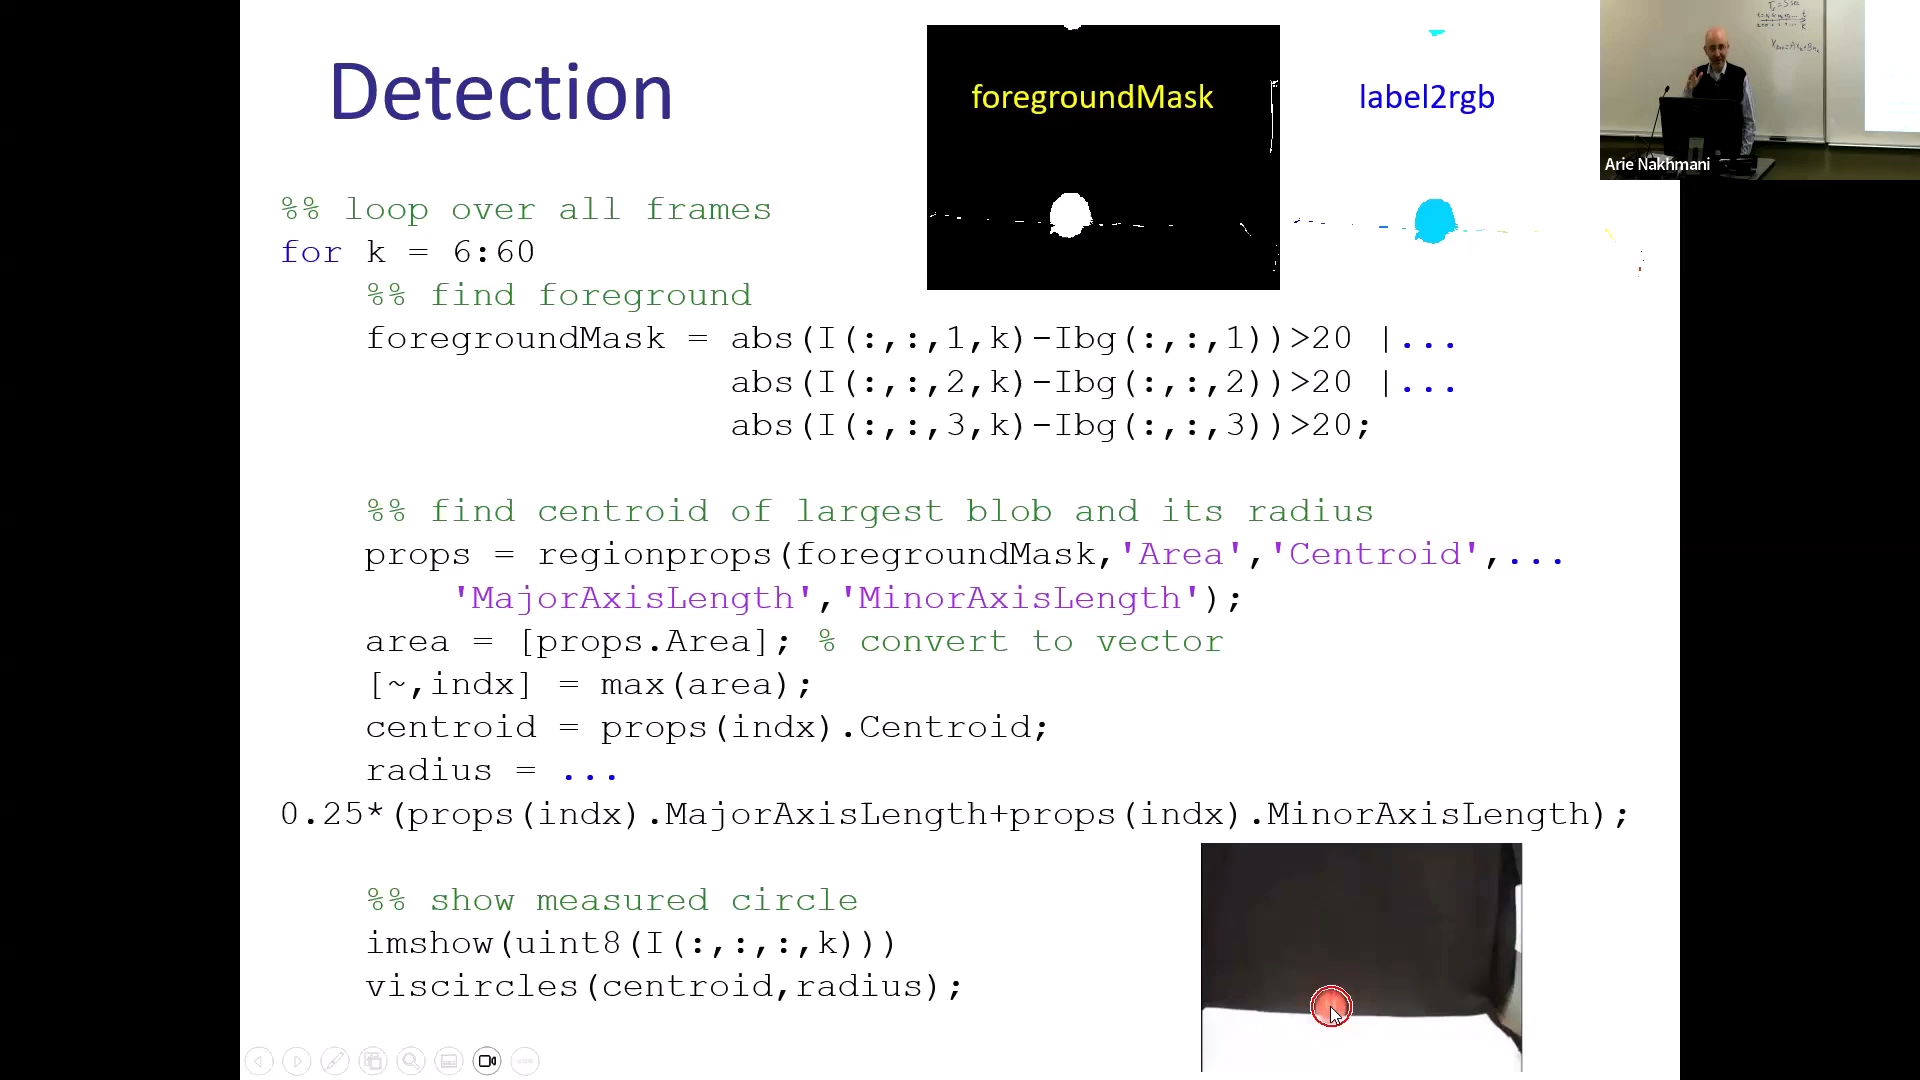 Detection
foregroundMask
label2rgb
Arie Nakhmani
%% loop over all frames
for k = 6:60
%% find foreground
foregroundMask = abs(I(:,:,1,k)-Ibg(:,:,1))>20 |...
abs(I(:,:,2,k)-Ibg(:,:,2))>20 |...
abs(I(:,:,3,k)-Ibg(:,:,3))>20;
%% find centroid of largest blob and its radius
props = regionprops(foregroundMask,'Area','Centroid',...
'MajorAxisLength','MinorAxisLength');
area = [props.Area]; % convert to vector
[~,indx] = max(area);
centroid = props(indx).Centroid;
radius = ...
0.25*(props(indx).MajorAxisLength+props(indx).MinorAxisLength);
%% show measured circle
imshow(uint8(I(:,:,:,k)))
viscircles(centroid,radius);